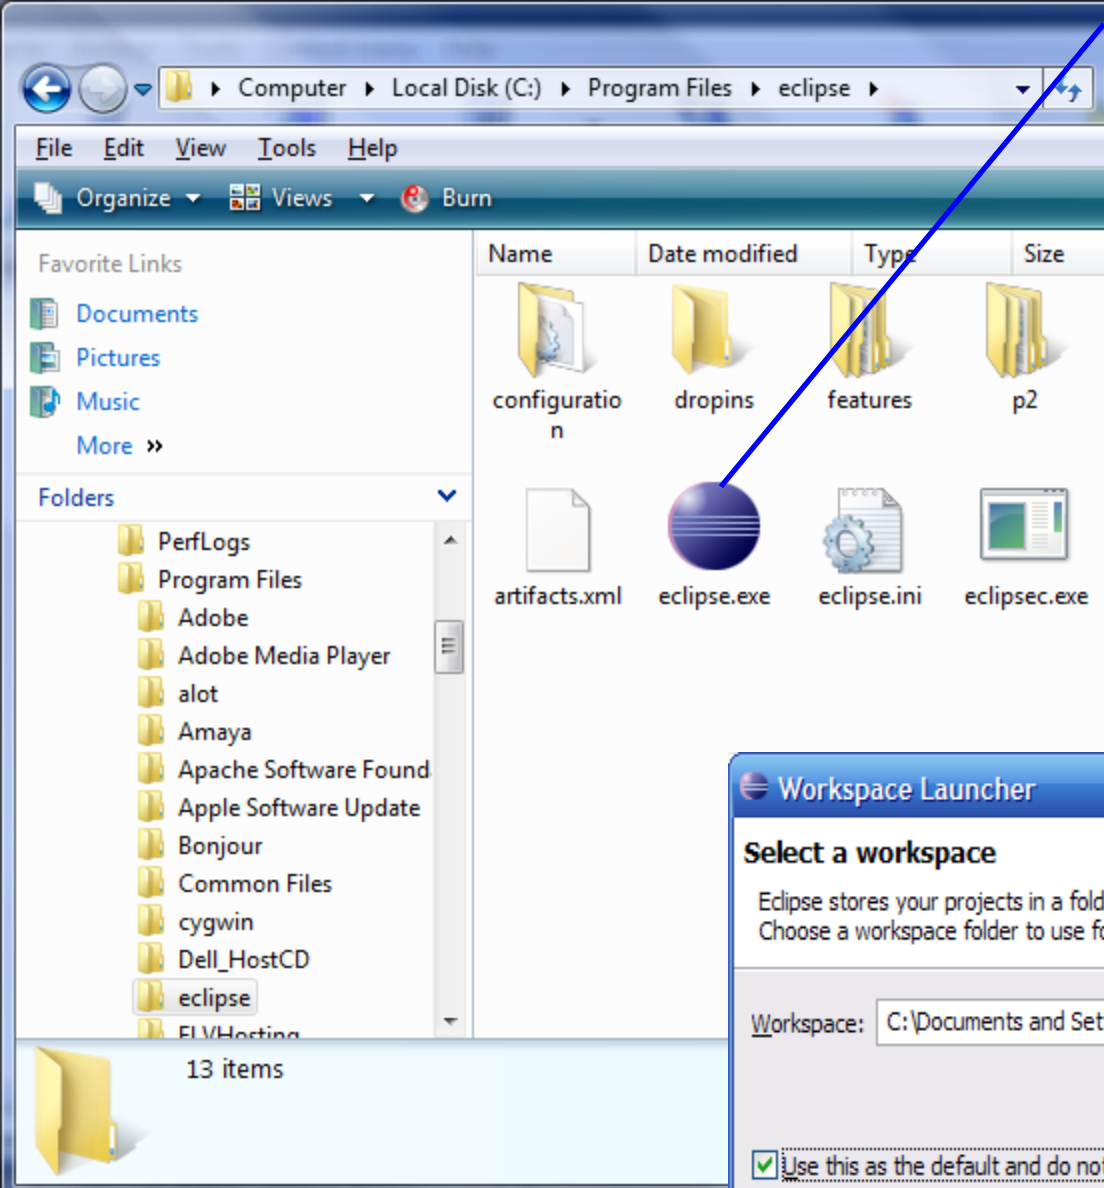 Computer Local Disk (C:) Program Files eclipse
File Edit View Tools Help
Organize Views Burn
Favorite Links
Documents
Pictures
Music
More »
Folders
PerfLogs
Program Files
Adobe
Adobe Media Player
alot
Amaya
Apache Software Found
Apple Software Update
Bonjour
Common Files
cygwin
Dell_HostCD
eclipse
FLVHosting
Name Date modified Type Size
configuratio
n
dropins
features
p2
artifacts.xml
eclipse.exe
eclipse.ini
eclipsec.exe
13 items
Workspace Launcher
Select a workspace
Eclipse stores your projects in a fold
Choose a workspace folder to use fo
Workspace: C:\Documents and Set
Use this as the default and do not